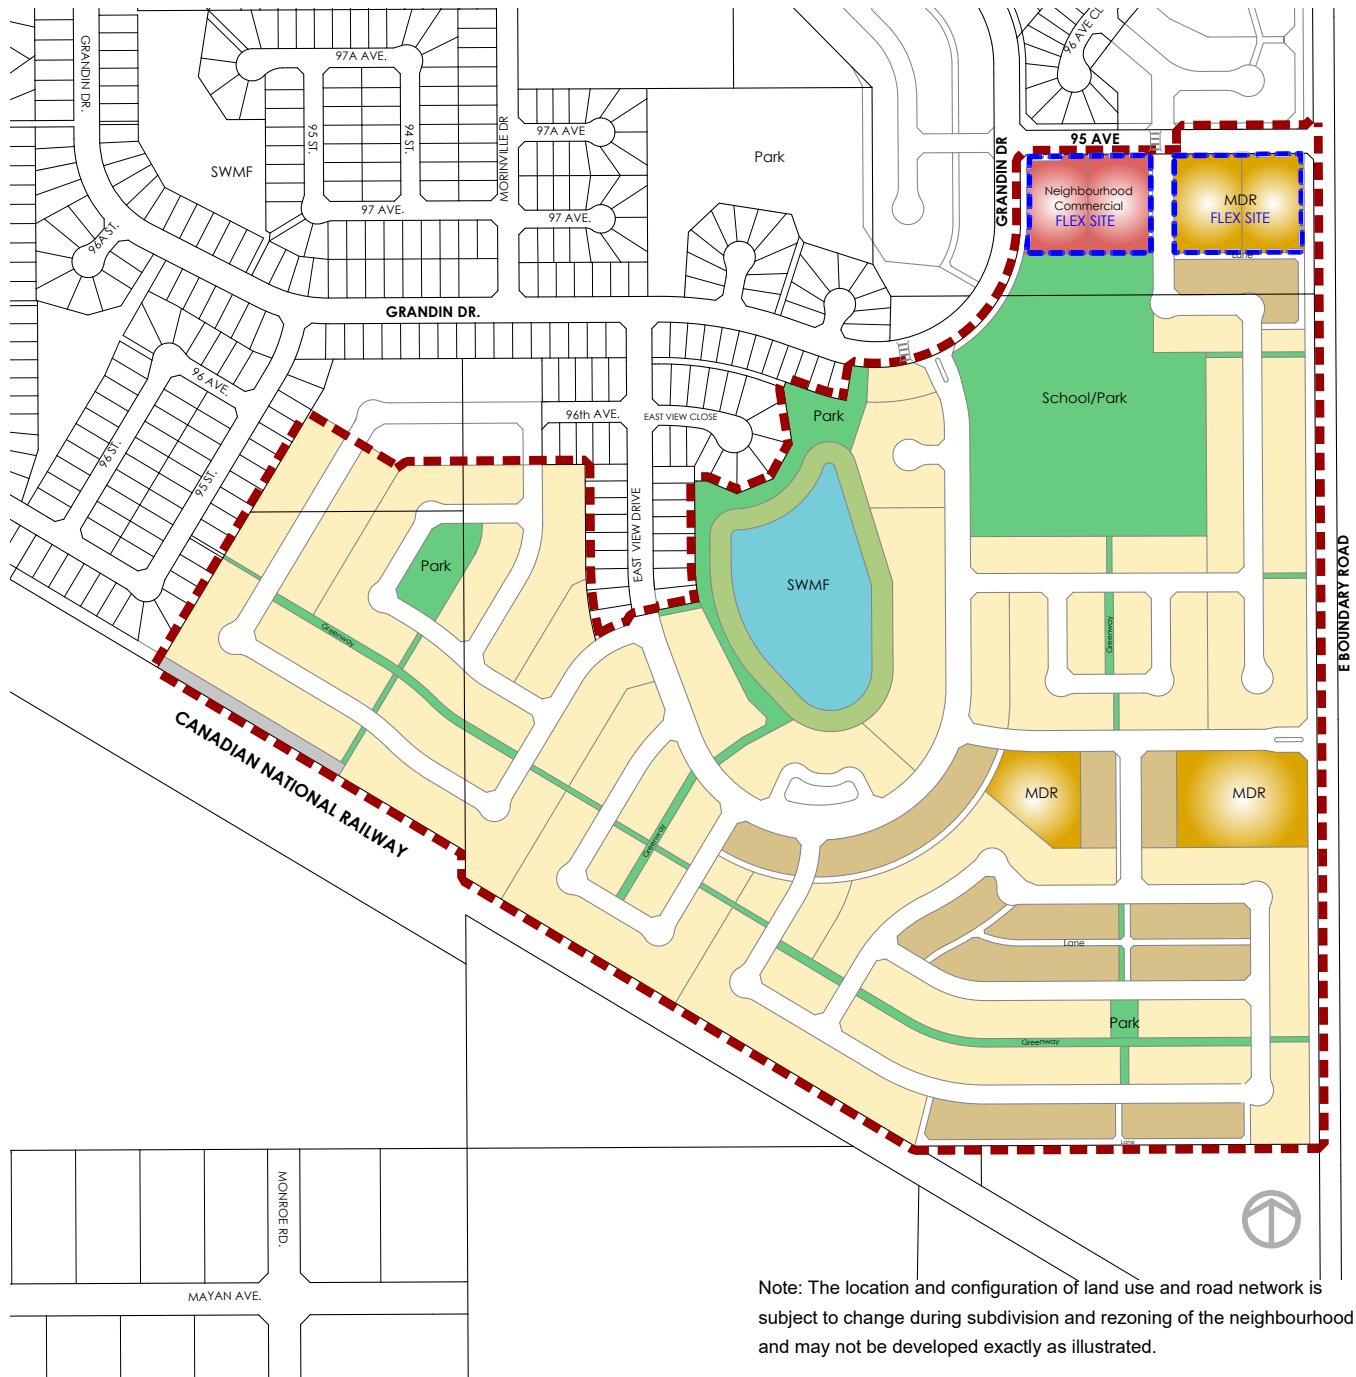 GRANDIN DR.
97A AVE.
95 ST.
94 ST.
MORINVILLE DR
97A AVE
97 AVE.
97 AVE.
SWMF
Park
96 AVE CL
GRANDIN DR
95 AVE
Neighbourhood
Commercial
FLEX SITE
MDR
FLEX SITE
Lane
96A ST.
GRANDIN DR.
96 AVE.
96 ST.
95 ST.
96th AVE.
EAST VIEW CLOSE
EAST VIEW DRIVE
Park
School/Park
Park
SWMF
Greenway
Greenway
E BOUNDARY ROAD
CANADIAN NATIONAL RAILWAY
MDR
MDR
Greenway
Lane
Park
Greenway
Lane
MONROE RD.
MAYAN AVE.
Note: The location and configuration of land use and road network is
subject to change during subdivision and rezoning of the neighbourhood
and may not be developed exactly as illustrated.